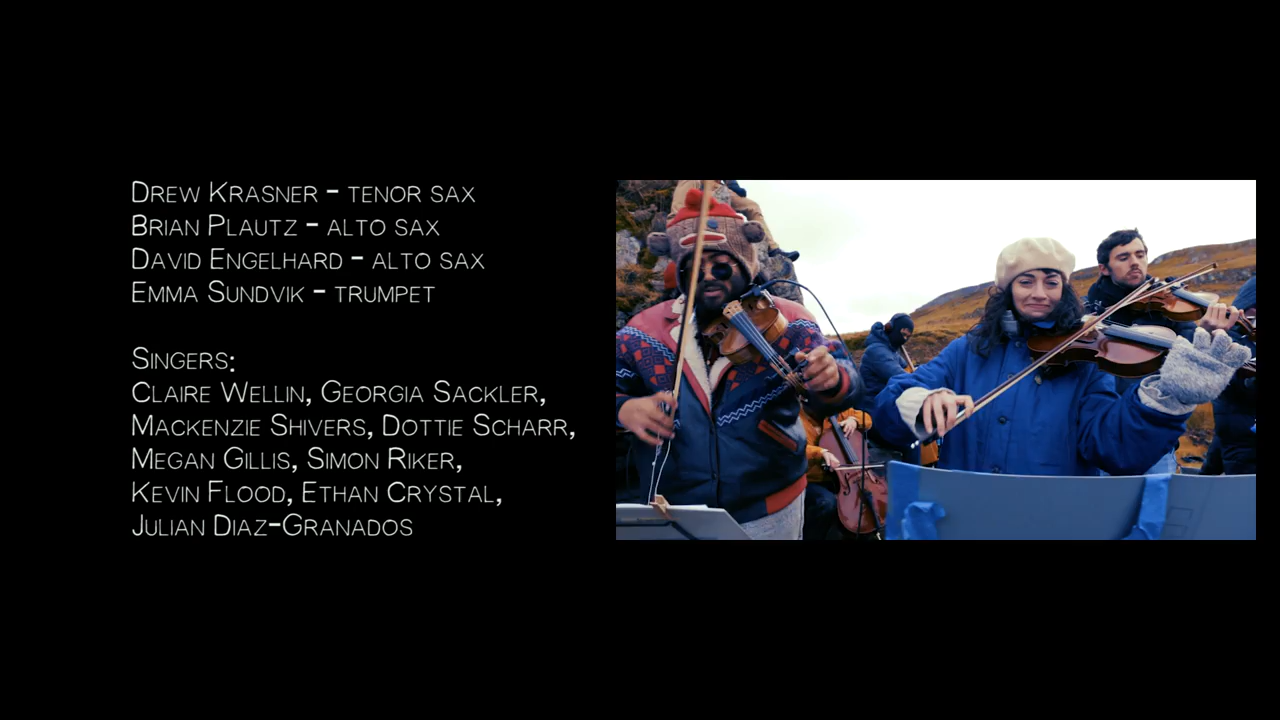 Drew Krasner - tenor sax
Brian Plautz - alto sax
David Engelhard - alto sax
Emma Sundvik - trumpet
Singers:
Claire Wellin, Georgia Sackler,
Mackenzie Shivers, Dottie Scharr,
Megan Gillis, Simon Riker,
Kevin Flood, Ethan Crystal,
Julian Diaz-Granados